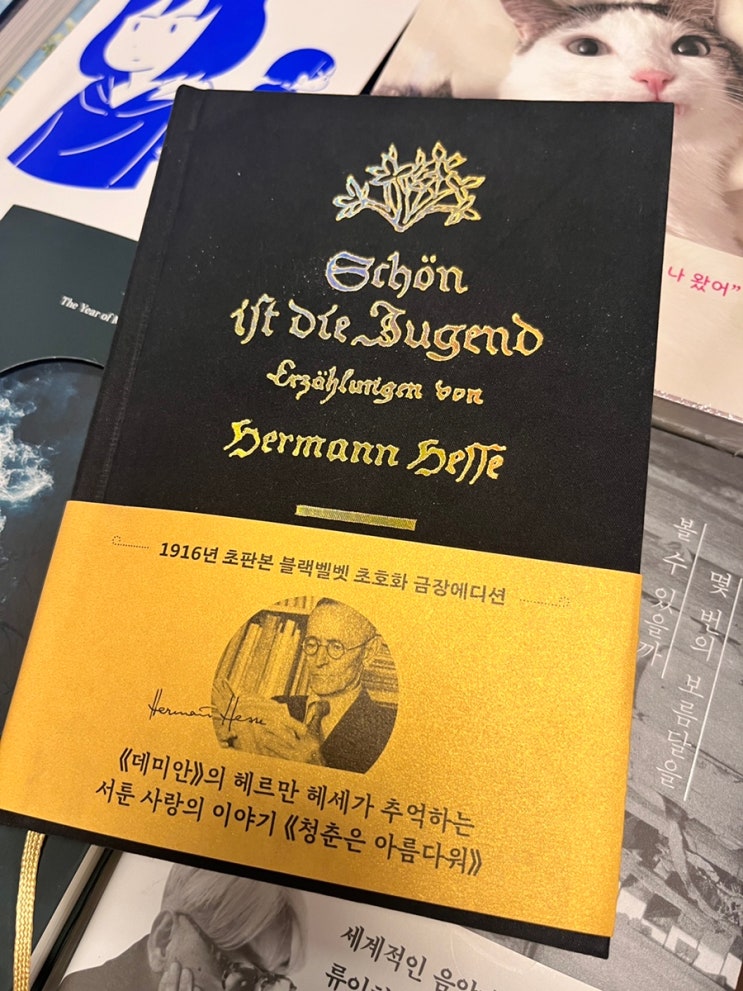 Schön
ist die Jugend
Erzählungen von
Hermann Hesse
1916년 초판본 블랙벨벳 초호화 금장에디션
Hermann Hesse
《데미안》의 헤르만 헤세가 추억하는
서툰 사랑의 이야기 《청춘은 아름다워》
The Year of
나 왔어”
몇 번의 보름달을
볼 수 있을까
세계적인 음악